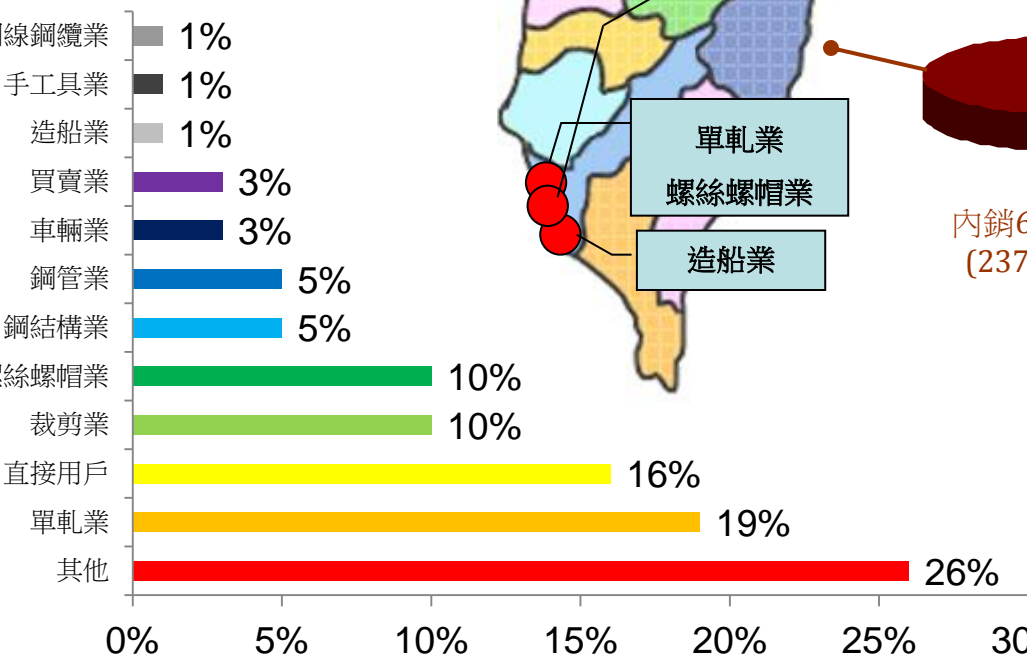 線鋼纜業 1%
手工具業 1%
造船業 1%
買賣業 3%
車輛業 3%
鋼管業 5%
鋼結構業 5%
絲螺帽業 10%
裁剪業 10%
直接用戶 16%
單軋業 19%
其他 26%
0% 5% 10% 15% 20% 25% 30
單軋業
螺絲螺帽業
造船業
內銷6
(237